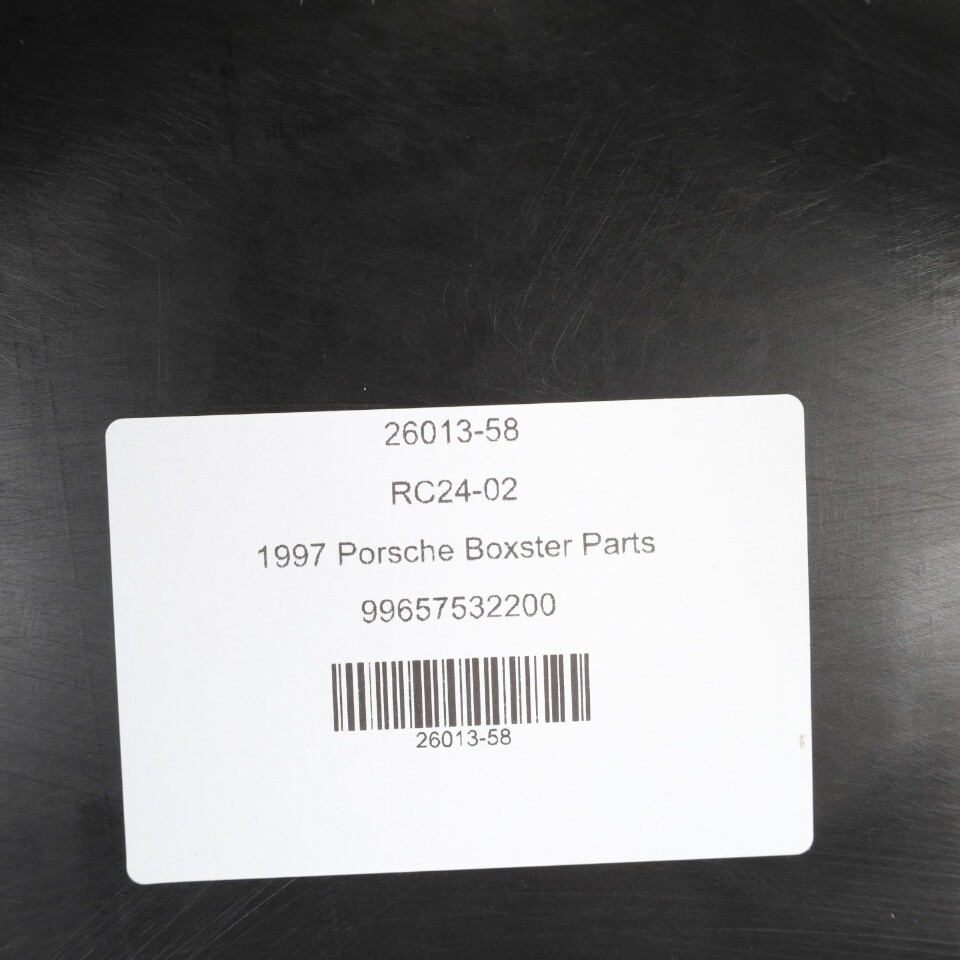 26013-58
RC24-02
1997 Porsche Boxster Parts
99657532200
26013-58